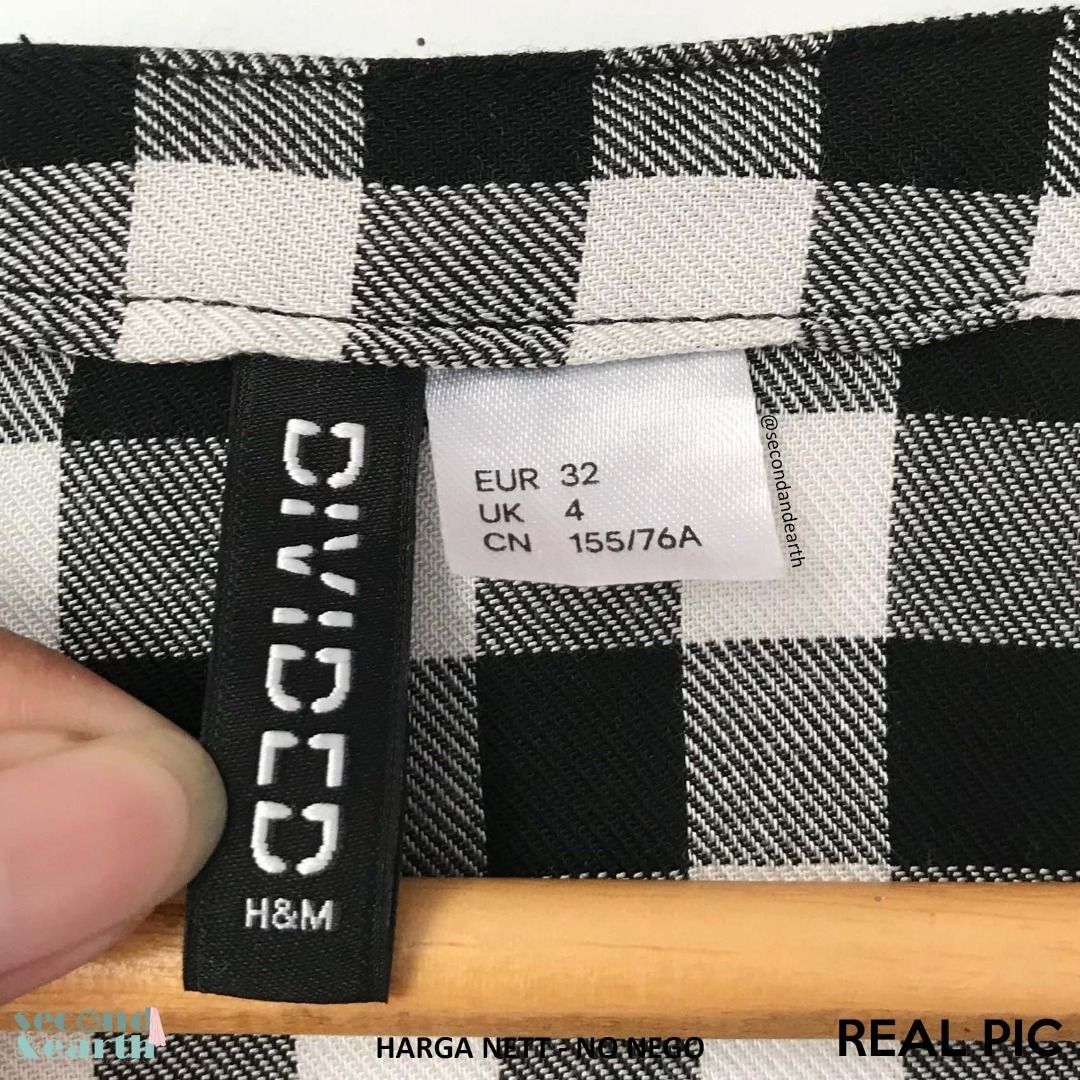 DIVIDED
H&M
EUR 32
UK 4
CN 155/76A
@secondandearth
second
&earth
HARGA NETT - NO NEGO
REAL PIC